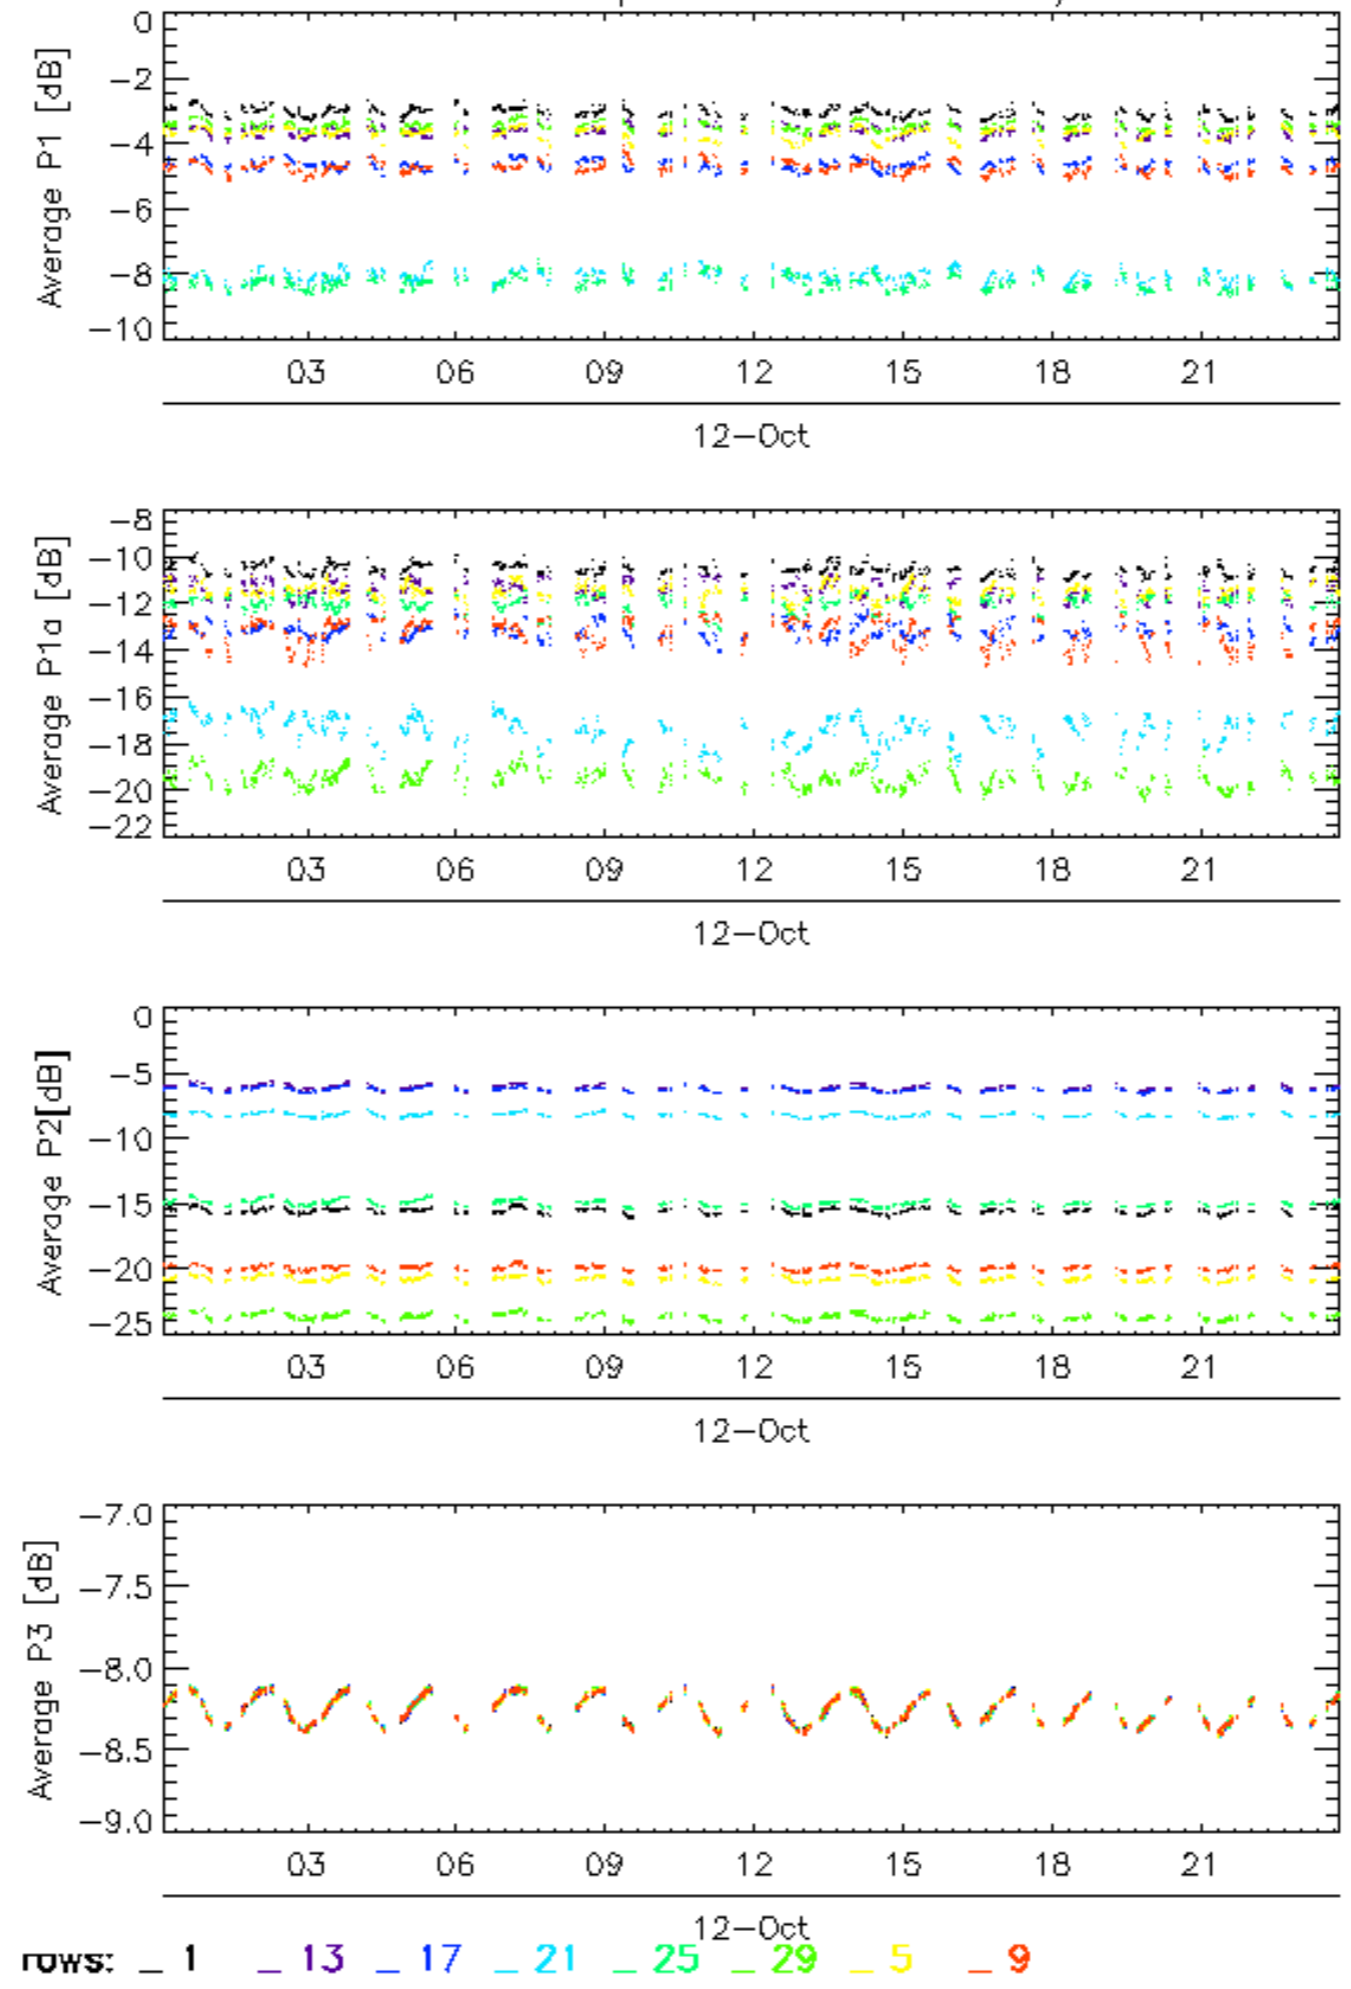 0
−2
−4
−6
−8
−10
Average P1 [dB]
03 06 09 12 15 18 21
12−Oct
−8
−10
−12
−14
−16
−18
−20
−22
Average P1a [dB]
03 06 09 12 15 18 21
12−Oct
0
−5
−10
−15
−20
−25
Average P2[dB]
03 06 09 12 15 18 21
12−Oct
−7.0
−7.5
−8.0
−8.5
−9.0
Average P3 [dB]
03 06 09 12 15 18 21
12−Oct
rows: _ 1 _ 13 _ 17 _ 21 _ 25 _ 29 _ 5 _ 9